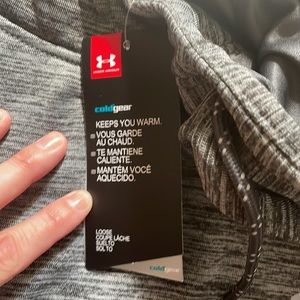 UNDER ARMOUR
coldgear
KEEPS YOU WARM.
VOUS GARDE
AU CHAUD.
TE MANTIENE
CALIENTE.
MANTÉM VOCÊ
AQUECIDO.
LOOSE
COUPE LÂCHE
SUELTO
SOLTO
coldgear